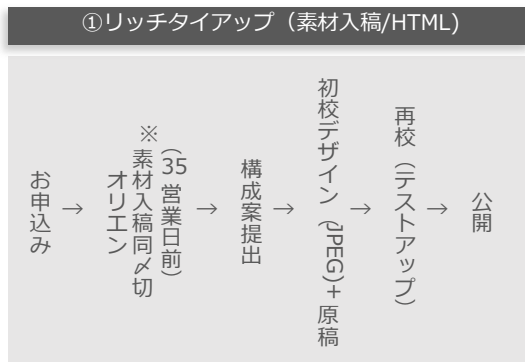 ①リッチタイアップ（素材入稿/HTML)
お申込み
→
オリエン
※素材入稿同〆切
（35営業日前）
→
構成案提出
→
初校デザイン（JPEG)＋原稿
→
再校（テストアップ）
→
公開